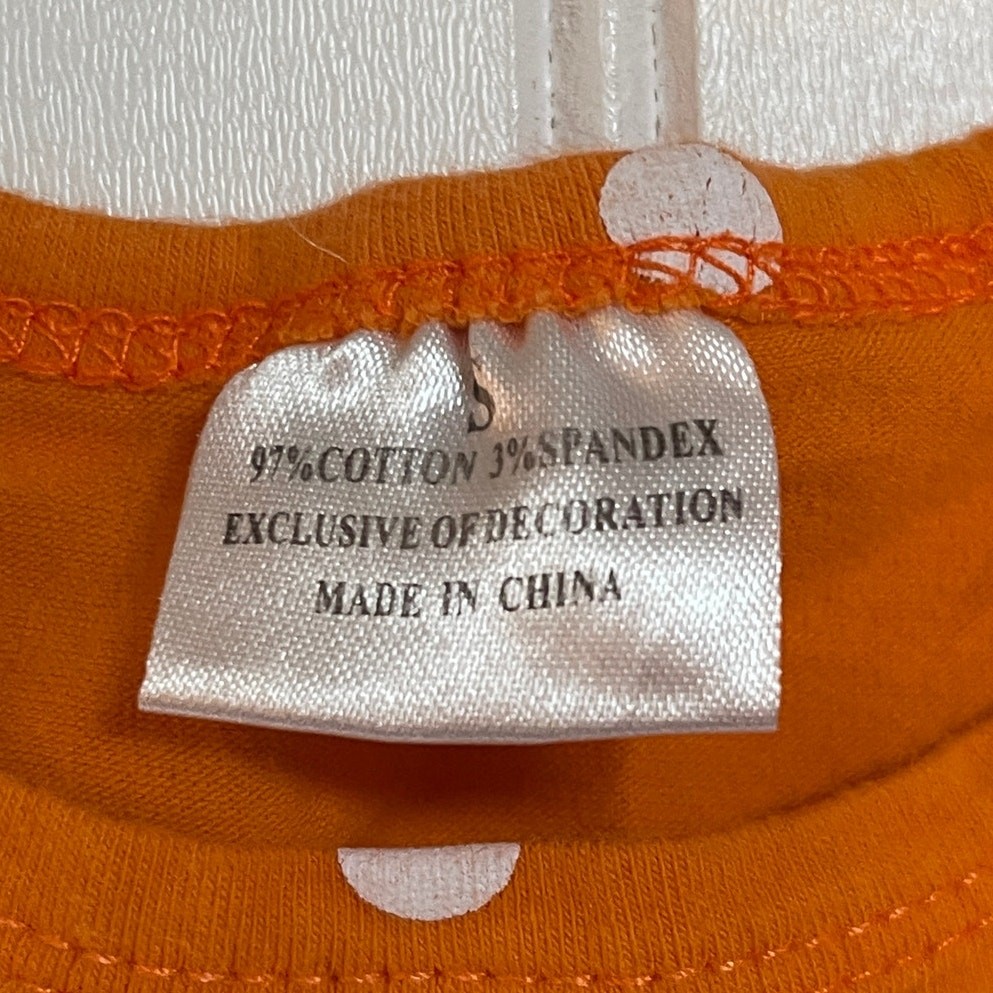 S
97%COTTON 3%SPANDEX
EXCLUSIVE OF DECORATION
MADE IN CHINA